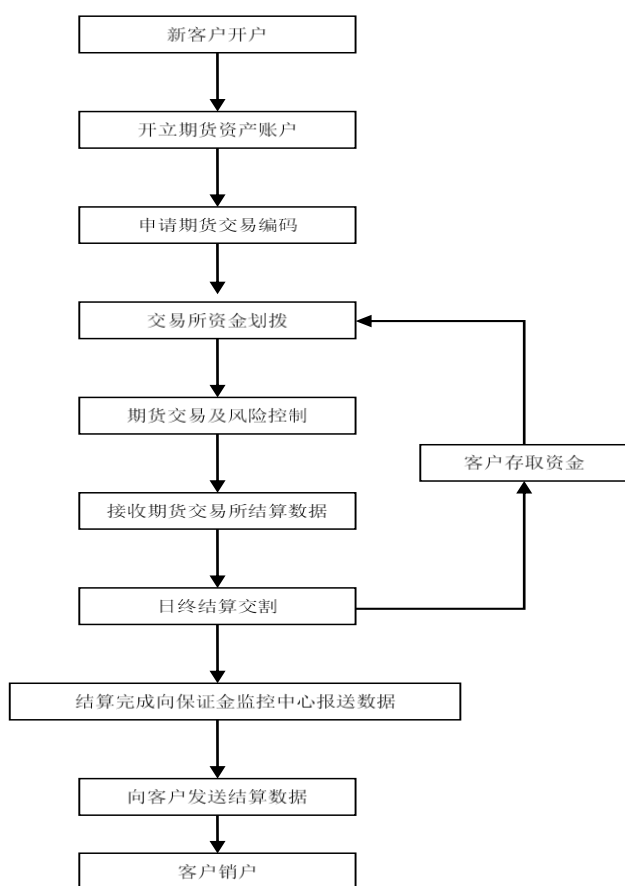 新客户开户
开立期货资产账户
申请期货交易编码
交易所资金划拨
期货交易及风险控制
客户存取资金
接收期货交易所结算数据
日终结算交割
结算完成向保证金监控中心报送数据
向客户发送结算数据
客户销户